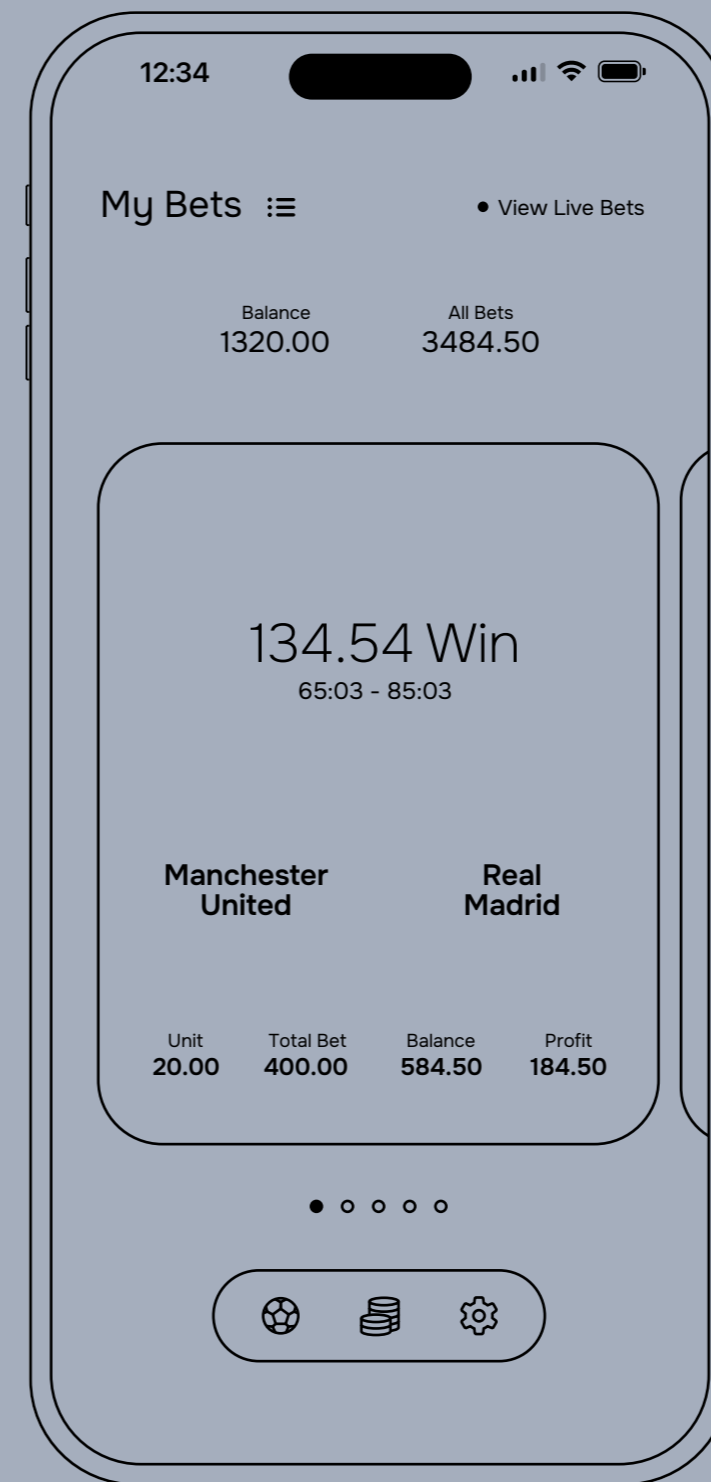 12:34
My Bets
View Live Bets
Balance
All Bets
1320.00
3484.50
134.54 Win
65:03 - 85:03
Manchester
United
Real
Madrid
Unit
Total Bet
Balance
Profit
20.00
400.00
584.50
184.50